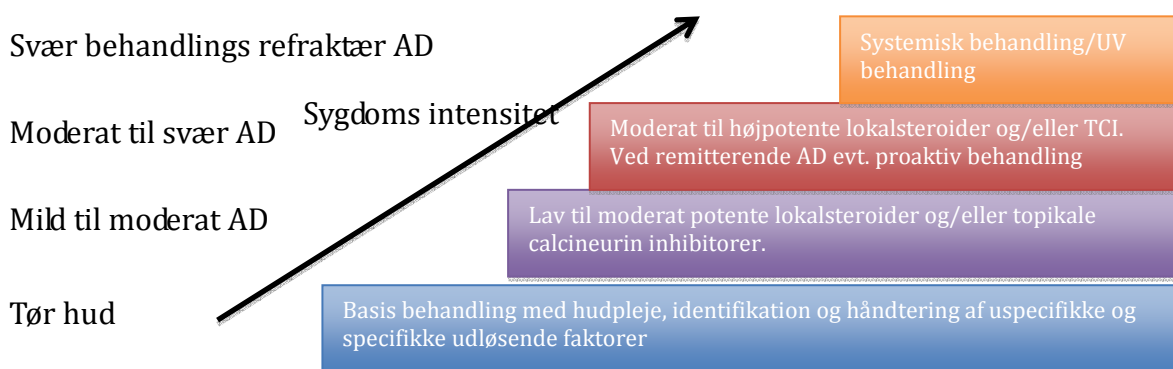 Svær behandlings refraktær AD
Systemisk behandling/UV
behandling
Sygdoms intensitet
Moderat til svær AD
Moderat til højpotente lokalsteroider og/eller TCI.
Ved remitterende AD evt. proaktiv behandling
Mild til moderat AD
Lav til moderat potente lokalsteroider og/eller topikale
calcineurin inhibitorer.
Tør hud
Basis behandling med hudpleje, identifikation og håndtering af uspecifikke og
specifikke udløsende faktorer